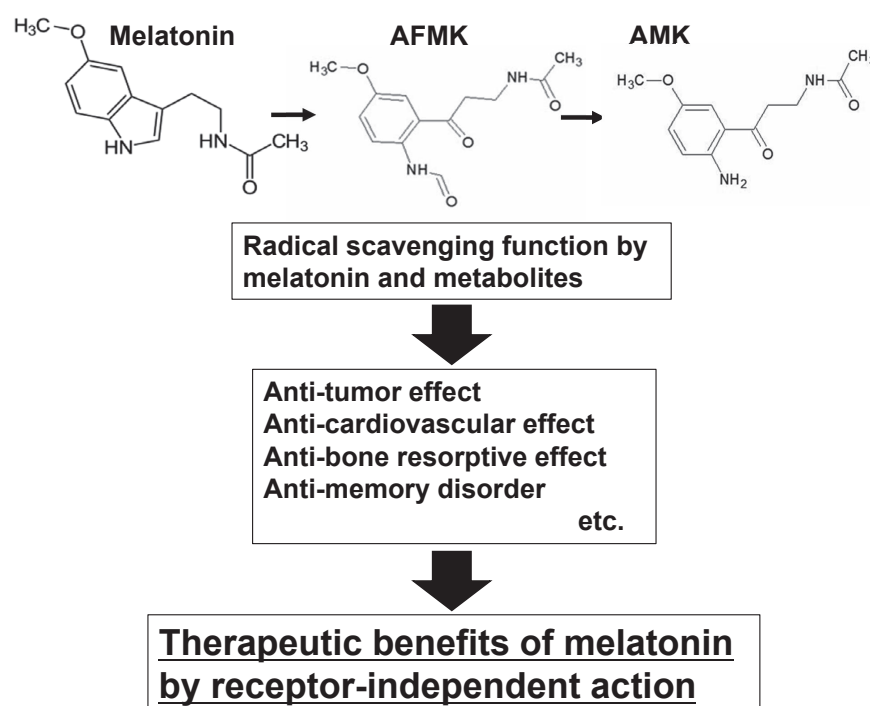 Melatonin
AFMK
AMK
H₃C
O
HN
HN
CH₃
O
H₃C
O
NH
CH₃
O
O
NH
O
H₃C
O
NH
CH₃
O
O
NH₂
Radical scavenging function by
melatonin and metabolites
Anti-tumor effect
Anti-cardiovascular effect
Anti-bone resorptive effect
Anti-memory disorder
etc.
Therapeutic benefits of melatonin
by receptor-independent action